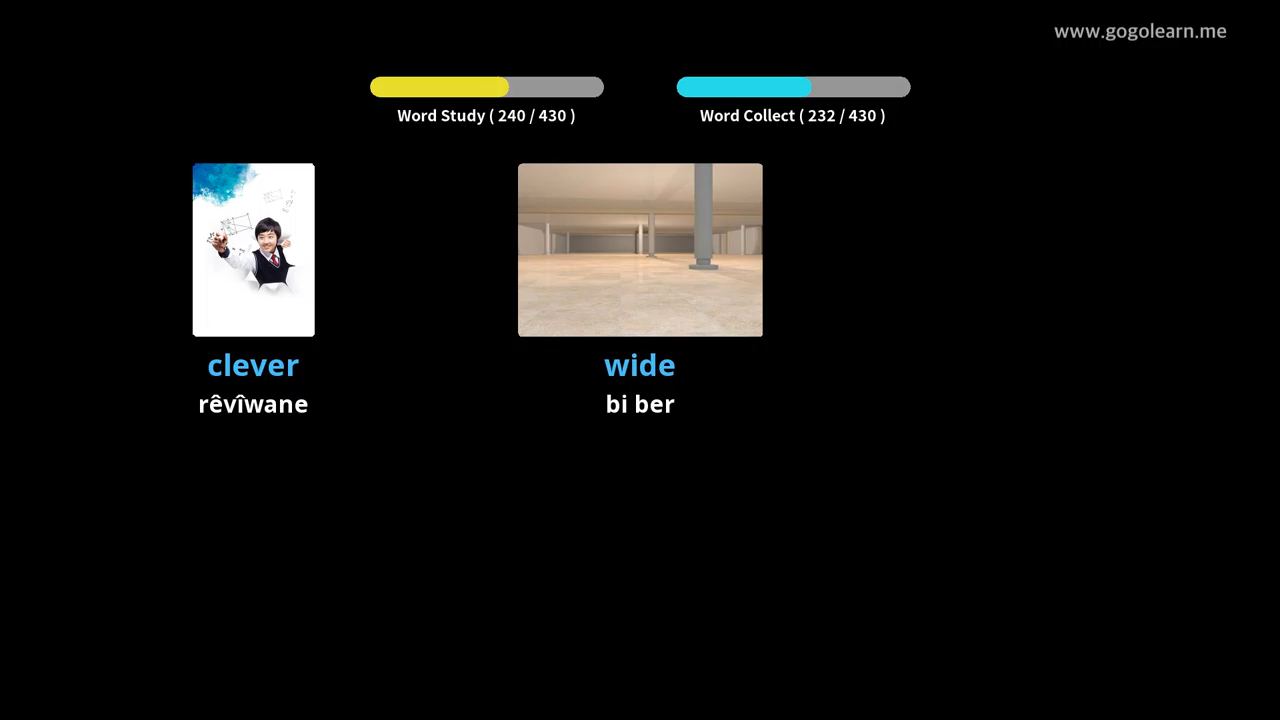 www.gogolearn.me
Word Study ( 240 / 430 )
Word Collect ( 232 / 430 )
clever
rêvîwane
wide
bi ber